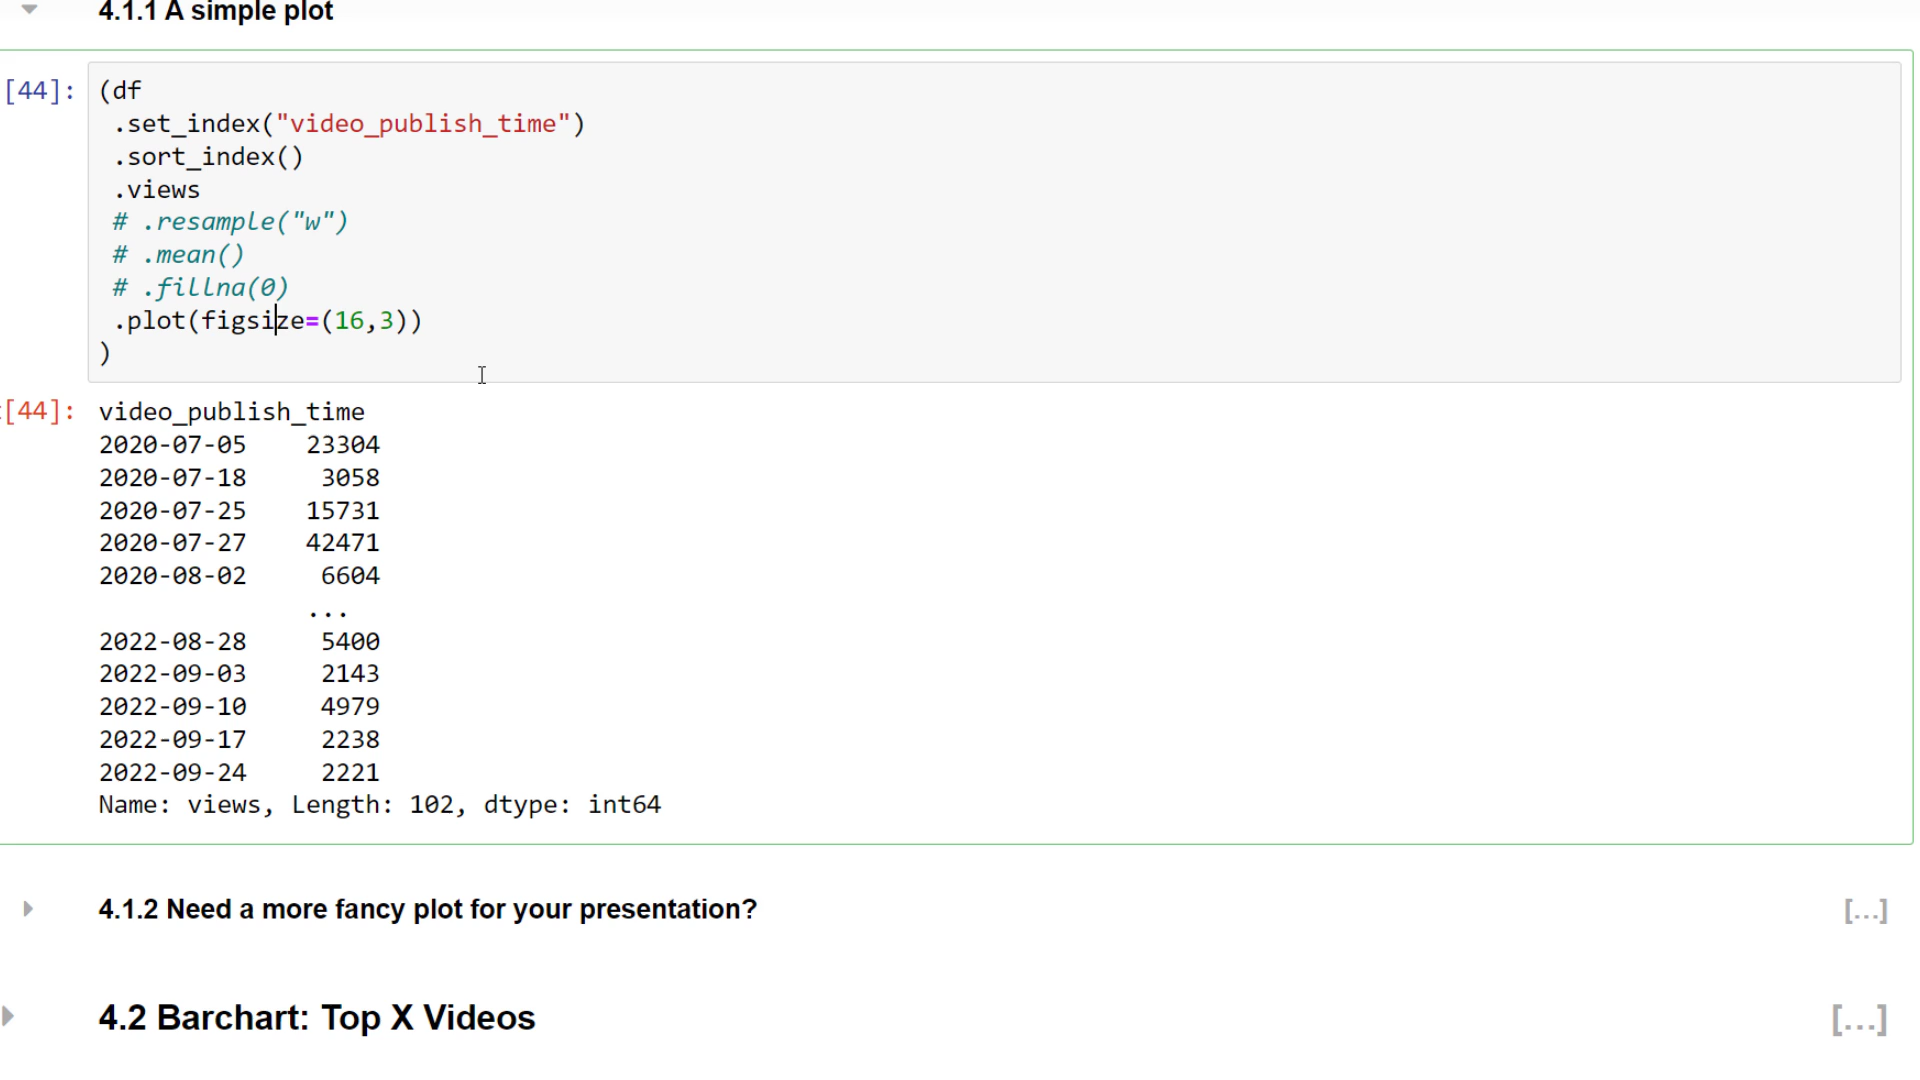 4.1.1 A simple plot
[44]: (df
.set_index("video_publish_time")
.sort_index()
.views
# .resample("w")
# .mean()
# .fillna(0)
.plot(figsize=(16,3))
)
[44]: video_publish_time
2020-07-05 23304
2020-07-18 3058
2020-07-25 15731
2020-07-27 42471
2020-08-02 6604
...
2022-08-28 5400
2022-09-03 2143
2022-09-10 4979
2022-09-17 2238
2022-09-24 2221
Name: views, Length: 102, dtype: int64
4.1.2 Need a more fancy plot for your presentation? [...]
4.2 Barchart: Top X Videos [...]